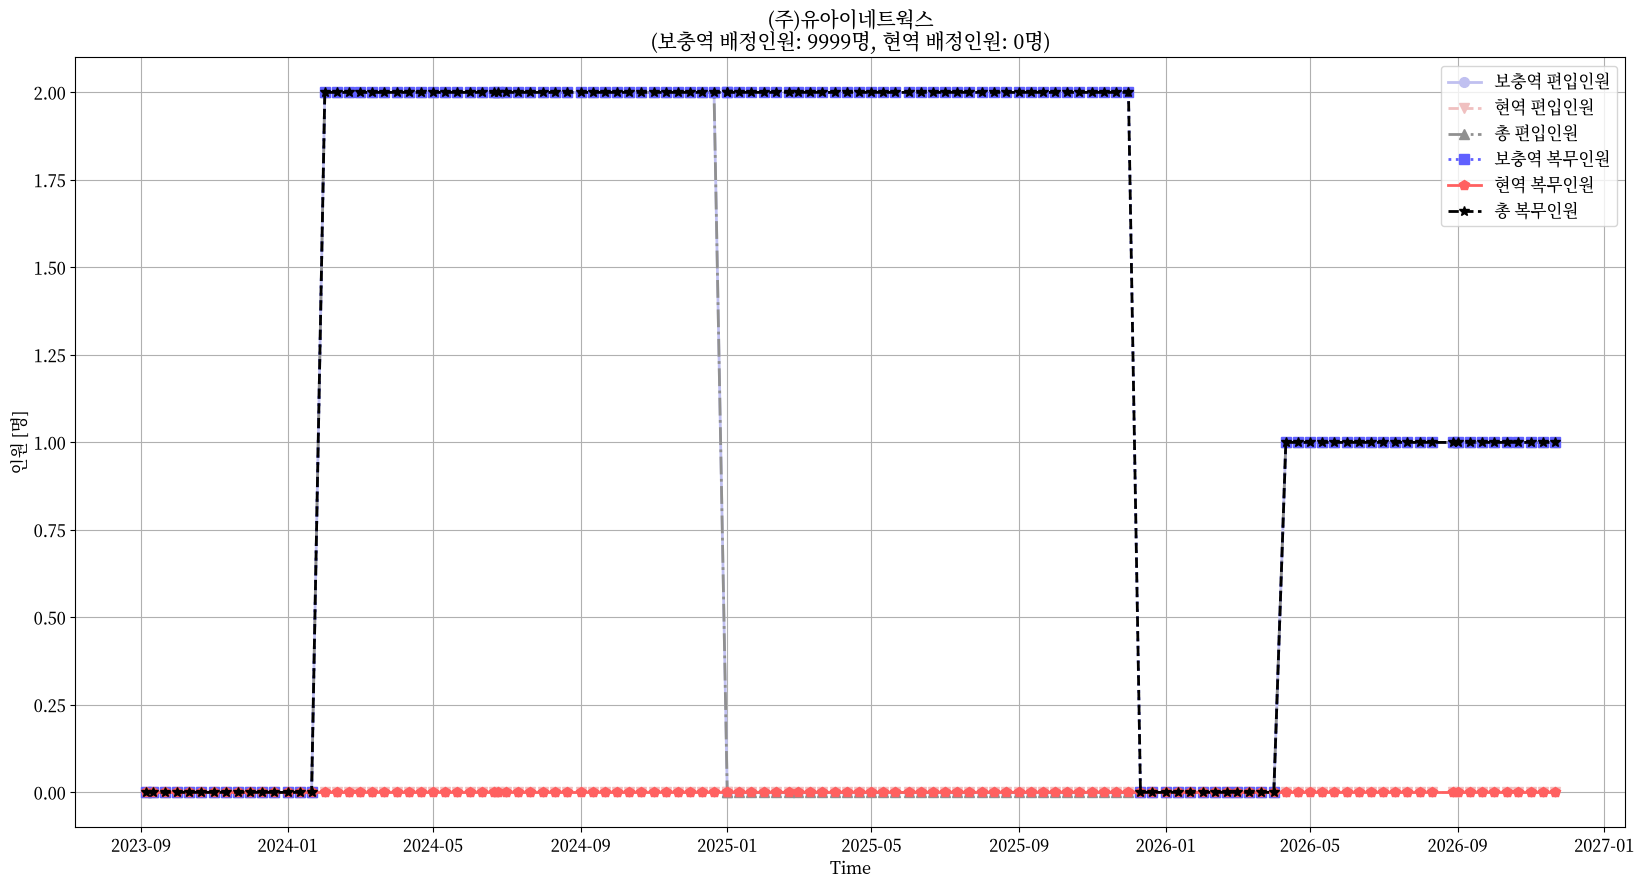 (주)유아이네트웍스
(보충역 배정인원: 9999명, 현역 배정인원: 0명)
2.00
1.75
1.50
1.25
1.00
0.75
0.50
0.25
0.00
인원 [명]
보충역 편입인원
현역 편입인원
총 편입인원
보충역 복무인원
현역 복무인원
총 복무인원
2023-09
2024-01
2024-05
2024-09
2025-01
2025-05
2025-09
2026-01
2026-05
2026-09
2027-01
Time